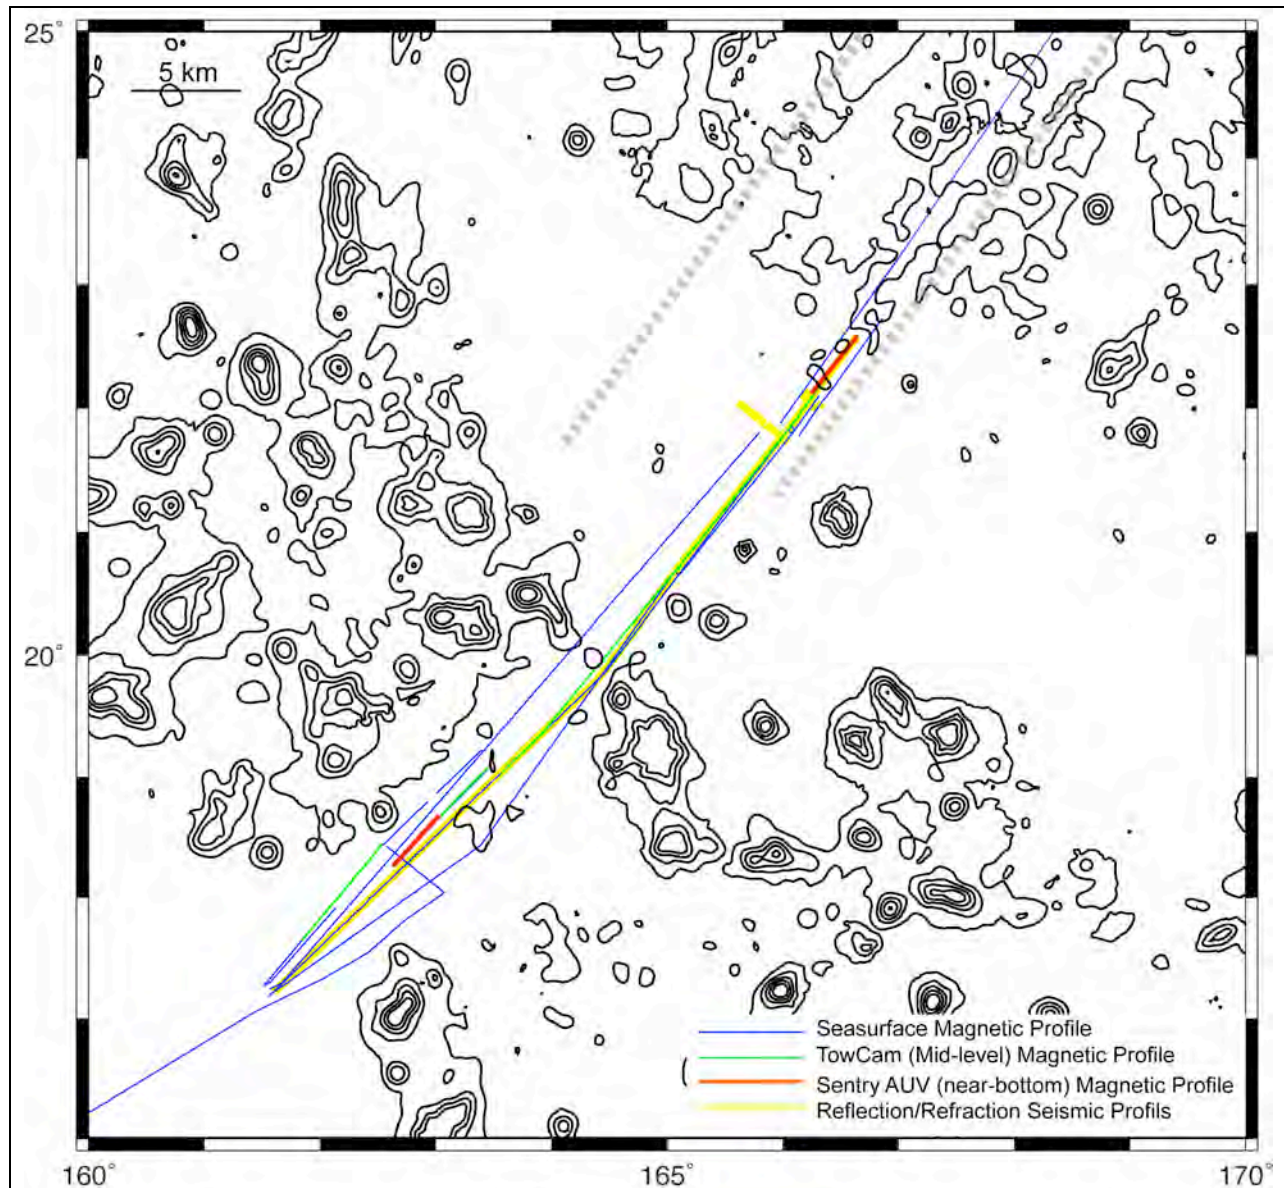 25°
5 km
20°
Seasurface Magnetic Profile
TowCam (Mid-level) Magnetic Profile
Sentry AUV (near-bottom) Magnetic Profile
Reflection/Refraction Seismic Profils
160°
165°
170°